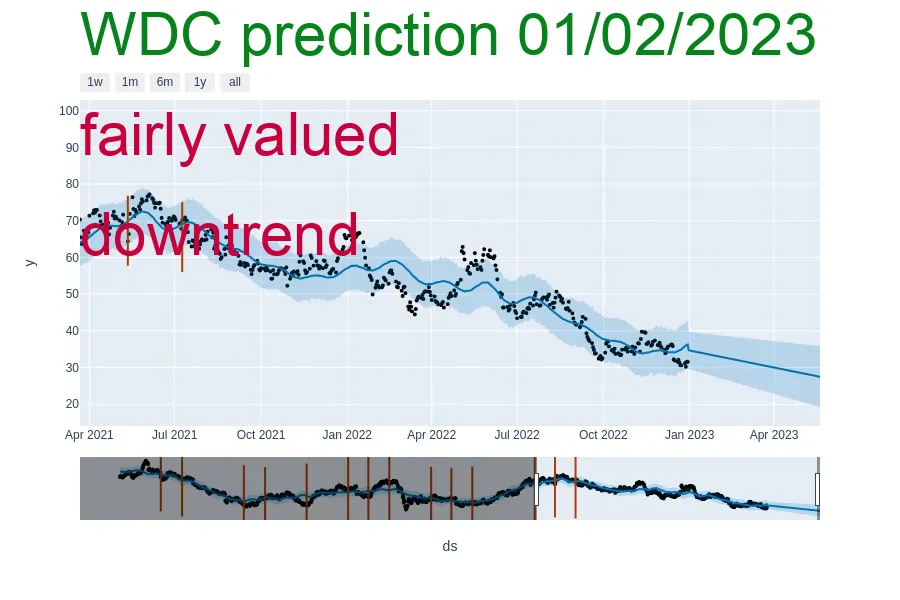 WDC prediction 01/02/2023
1w 1m 6m 1y all
fairly valued
downtrend
y
100
90
80
70
60
50
40
30
20
Apr 2021 Jul 2021 Oct 2021 Jan 2022 Apr 2022 Jul 2022 Oct 2022 Jan 2023 Apr 2023
ds